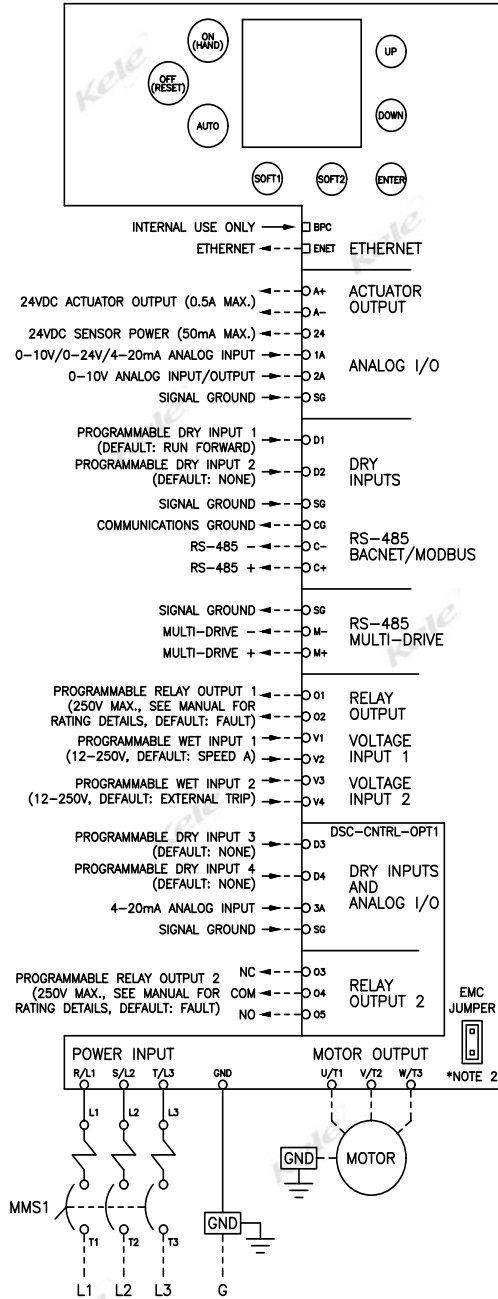 Kele
ON
(HAND)
OFF
(RESET)
AUTO
UP
DOWN
SOFT1
SOFT2
ENTER
INTERNAL USE ONLY BPC
ETHERNET ENET ETHERNET
24VDC ACTUATOR OUTPUT (0.5A MAX.)
A+
A-
ACTUATOR
OUTPUT
24VDC SENSOR POWER (50mA MAX.) 24
0-10V/0-24V/4-20mA ANALOG INPUT 1A
0-10V ANALOG INPUT/OUTPUT 2A
ANALOG I/O
SIGNAL GROUND SG
Kele
PROGRAMMABLE DRY INPUT 1
(DEFAULT: RUN FORWARD)
D1
PROGRAMMABLE DRY INPUT 2
(DEFAULT: NONE)
D2
DRY
INPUTS
SIGNAL GROUND SG
COMMUNICATIONS GROUND CG
RS-485 - C-
RS-485 + C+
RS-485
BACNET/MODBUS
SIGNAL GROUND SG
MULTI-DRIVE - M-
MULTI-DRIVE + M+
RS-485
MULTI-DRIVE
Kele
PROGRAMMABLE RELAY OUTPUT 1
(250V MAX., SEE MANUAL FOR
RATING DETAILS, DEFAULT: FAULT)
O1
O2
RELAY
OUTPUT
PROGRAMMABLE WET INPUT 1
(12-250V, DEFAULT: SPEED A)
V1
V2
VOLTAGE
INPUT 1
PROGRAMMABLE WET INPUT 2
(12-250V, DEFAULT: EXTERNAL TRIP)
V3
V4
VOLTAGE
INPUT 2
DSC-CNTRL-OPT1
PROGRAMMABLE DRY INPUT 3
(DEFAULT: NONE)
D3
PROGRAMMABLE DRY INPUT 4
(DEFAULT: NONE)
D4
4-20mA ANALOG INPUT 3A
SIGNAL GROUND SG
DRY INPUTS
AND
ANALOG I/O
Kele
PROGRAMMABLE RELAY OUTPUT 2
(250V MAX., SEE MANUAL FOR
RATING DETAILS, DEFAULT: FAULT)
NC O3
COM O4
NO O5
RELAY
OUTPUT 2
EMC
JUMPER
*NOTE 2
POWER INPUT
MOTOR OUTPUT
R/L1 S/L2 T/L3 GND U/T1 V/T2 W/T3
L1 L2 L3
GND
MOTOR
Kele
MMS1
T1 T2 T3
GND
L1 L2 L3 G